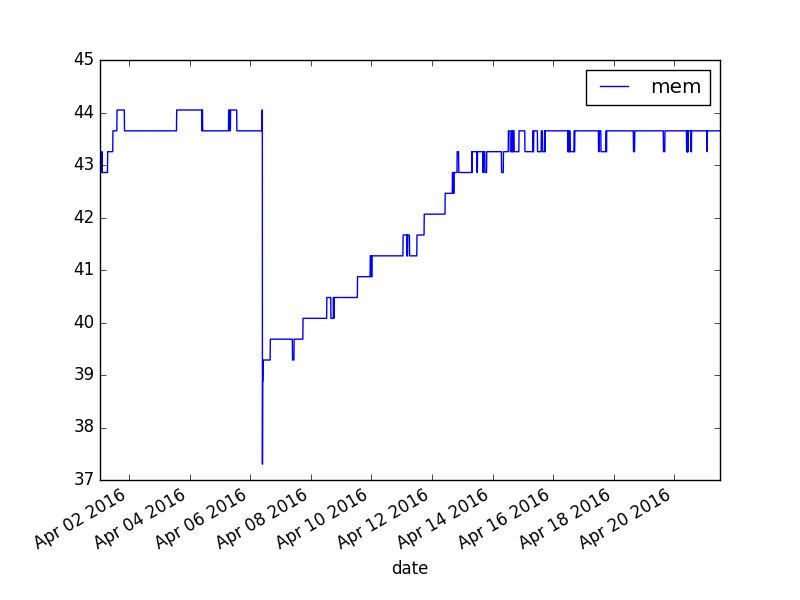 45
mem
44
43
42
41
40
39
38
37
Apr 02 2016
Apr 04 2016
Apr 06 2016
Apr 08 2016
Apr 10 2016
Apr 12 2016
Apr 14 2016
Apr 16 2016
Apr 18 2016
Apr 20 2016
date